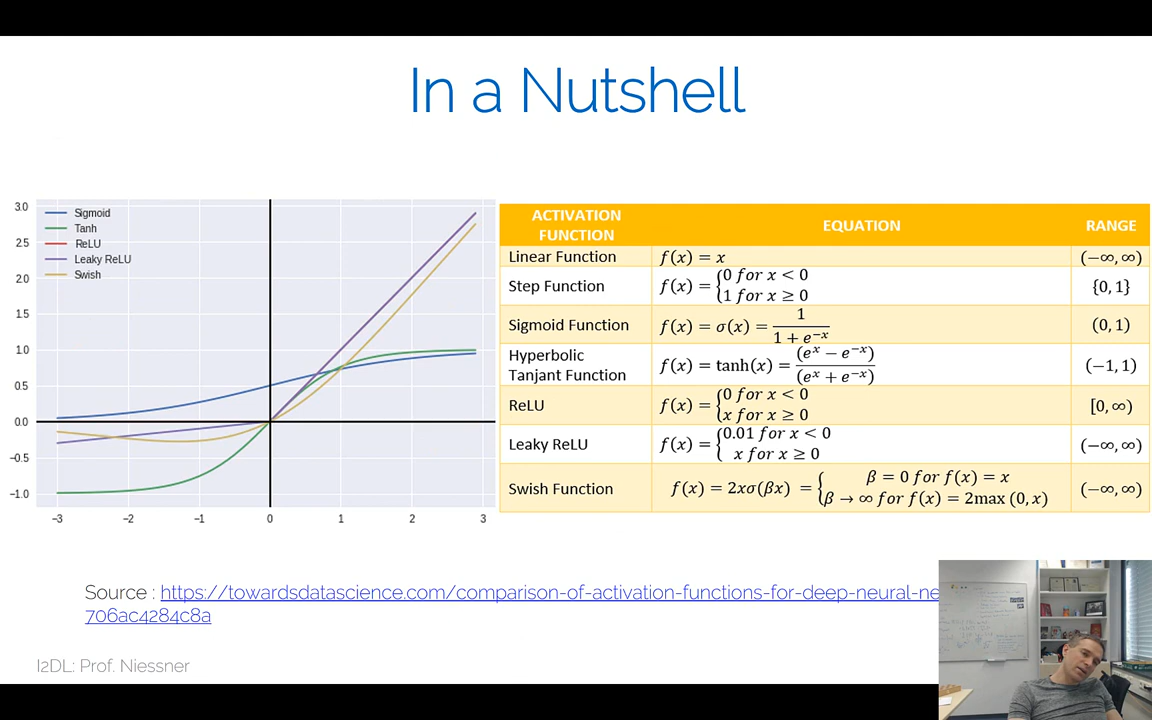 In a Nutshell
3.0
2.5
2.0
1.5
1.0
0.5
0.0
−0.5
−1.0
−3
−2
−1
0
1
2
3
Sigmoid
Tanh
ReLU
Leaky ReLU
Swish
ACTIVATION
FUNCTION
EQUATION
RANGE
Linear Function f(x) = x (−∞, ∞)
Step Function f(x) = {0 for x < 0
1 for x ≥ 0 {0, 1}
Sigmoid Function f(x) = σ(x) = 1
1 + e⁻ˣ (0, 1)
Hyperbolic
Tanjant Function f(x) = tanh(x) = (eˣ − e⁻ˣ)
(eˣ + e⁻ˣ) (−1, 1)
ReLU f(x) = {0 for x < 0
x for x ≥ 0 [0, ∞)
Leaky ReLU f(x) = {0.01 for x < 0
x for x ≥ 0 (−∞, ∞)
Swish Function f(x) = 2xσ(βx) = { β = 0 for f(x) = x
β → ∞ for f(x) = 2max (0, x) (−∞, ∞)
Source : https://towardsdatascience.com/comparison-of-activation-functions-for-deep-neural-ne
706ac4284c8a
I2DL: Prof. Niessner